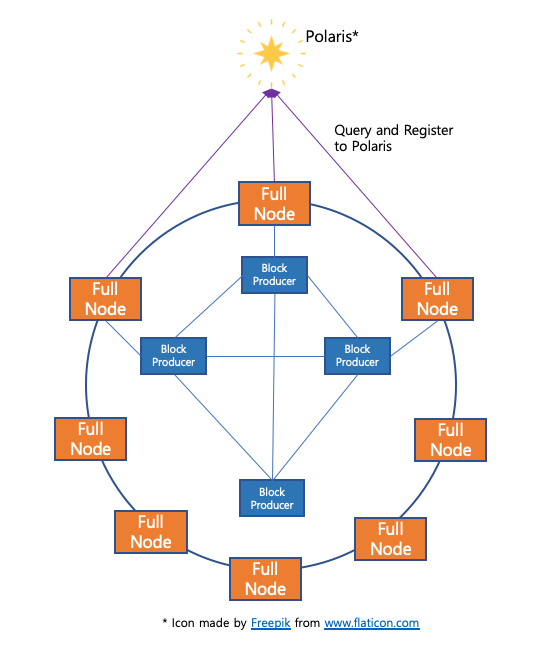 Polaris*
Query and Register
to Polaris
Full
Node
Block
Producer
Full
Node
Full
Node
Block
Producer
Block
Producer
Full
Node
Full
Node
Block
Producer
Full
Node
Full
Node
Full
Node
* Icon made by Freepik from www.flaticon.com